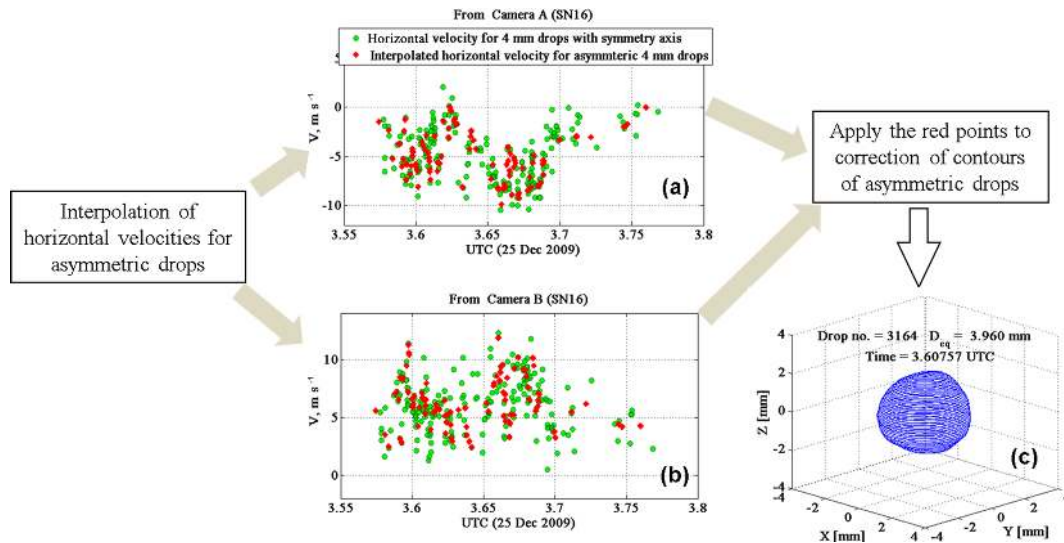 Interpolation of
horizontal velocities for
asymmetric drops
From Camera A (SN16)
Horizontal velocity for 4 mm drops with symmetry axis
Interpolated horizontal velocity for asymmteric 4 mm drops
V, m s⁻¹
0
-5
-10
(a)
3.55 3.6 3.65 3.7 3.75 3.8
UTC (25 Dec 2009)
From Camera B (SN16)
V, m s⁻¹
10
5
0
(b)
3.55 3.6 3.65 3.7 3.75 3.8
UTC (25 Dec 2009)
Apply the red points to
correction of contours
of asymmetric drops
Drop no. = 3164 D_eq = 3.960 mm
Time = 3.60757 UTC
Z [mm]
4
2
0
-2
-4
(c)
-4 -2 0 2 4
X [mm]
-4 -2 0 2 4
Y [mm]